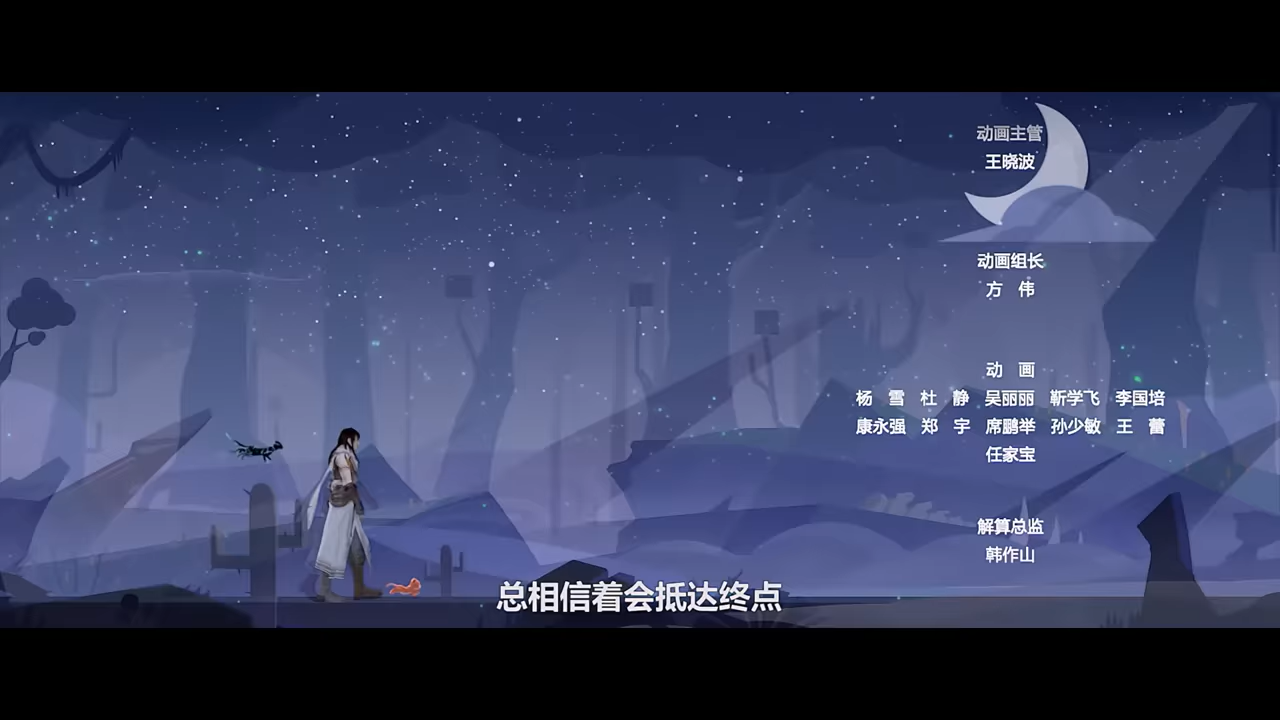 动画主管
王晓波
动画组长
方 伟
动 画
杨 雪 杜 静 吴丽丽 靳学飞 李国培
康永强 郑 宇 席鹏举 孙少敏 王 蕾
任家宝
解算总监
韩作山
总相信着会抵达终点